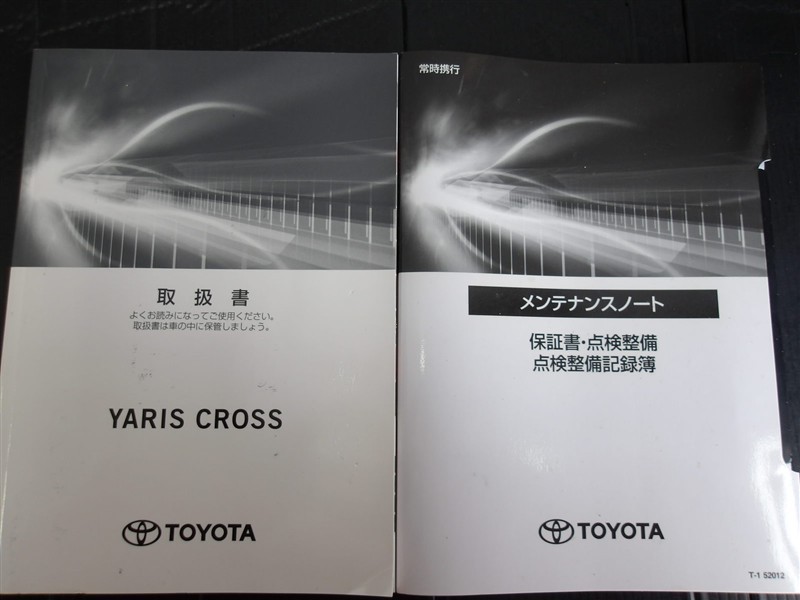 取扱書
よくお読みになってご使用ください。
取扱書は車の中に保管しましょう。
YARIS CROSS
TOYOTA
常時携行
メンテナンスノート
保証書・点検整備
点検整備記録簿
TOYOTA
T-1 52012